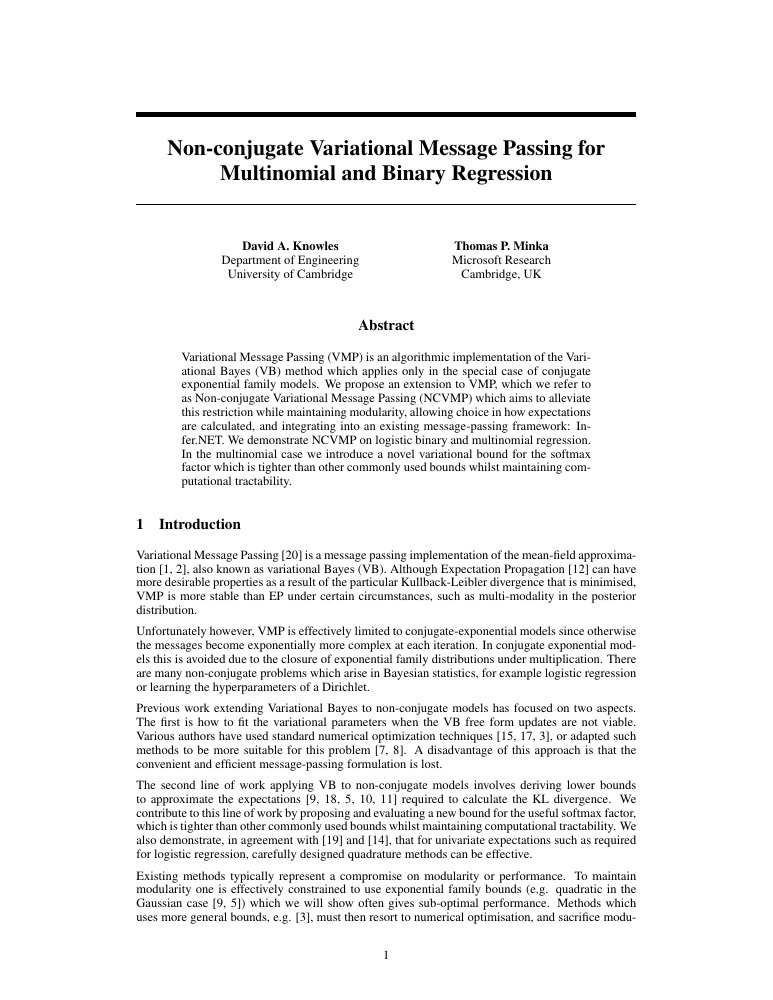 Non-conjugate Variational Message Passing for
Multinomial and Binary Regression
David A. Knowles
Department of Engineering
University of Cambridge
Thomas P. Minka
Microsoft Research
Cambridge, UK
Abstract
Variational Message Passing (VMP) is an algorithmic implementation of the Vari-
ational Bayes (VB) method which applies only in the special case of conjugate
exponential family models. We propose an extension to VMP, which we refer to
as Non-conjugate Variational Message Passing (NCVMP) which aims to alleviate
this restriction while maintaining modularity, allowing choice in how expectations
are calculated, and integrating into an existing message-passing framework: In-
fer.NET. We demonstrate NCVMP on logistic binary and multinomial regression.
In the multinomial case we introduce a novel variational bound for the softmax
factor which is tighter than other commonly used bounds whilst maintaining com-
putational tractability.
1 Introduction
Variational Message Passing [20] is a message passing implementation of the mean-field approxima-
tion [1, 2], also known as variational Bayes (VB). Although Expectation Propagation [12] can have
more desirable properties as a result of the particular Kullback-Leibler divergence that is minimised,
VMP is more stable than EP under certain circumstances, such as multi-modality in the posterior
distribution.
Unfortunately however, VMP is effectively limited to conjugate-exponential models since otherwise
the messages become exponentially more complex at each iteration. In conjugate exponential mod-
els this is avoided due to the closure of exponential family distributions under multiplication. There
are many non-conjugate problems which arise in Bayesian statistics, for example logistic regression
or learning the hyperparameters of a Dirichlet.
Previous work extending Variational Bayes to non-conjugate models has focused on two aspects.
The first is how to fit the variational parameters when the VB free form updates are not viable.
Various authors have used standard numerical optimization techniques [15, 17, 3], or adapted such
methods to be more suitable for this problem [7, 8]. A disadvantage of this approach is that the
convenient and efficient message-passing formulation is lost.
The second line of work applying VB to non-conjugate models involves deriving lower bounds
to approximate the expectations [9, 18, 5, 10, 11] required to calculate the KL divergence. We
contribute to this line of work by proposing and evaluating a new bound for the useful softmax factor,
which is tighter than other commonly used bounds whilst maintaining computational tractability. We
also demonstrate, in agreement with [19] and [14], that for univariate expectations such as required
for logistic regression, carefully designed quadrature methods can be effective.
Existing methods typically represent a compromise on modularity or performance. To maintain
modularity one is effectively constrained to use exponential family bounds (e.g. quadratic in the
Gaussian case [9, 5]) which we will show often gives sub-optimal performance. Methods which
uses more general bounds, e.g. [3], must then resort to numerical optimisation, and sacrifice modu-
1